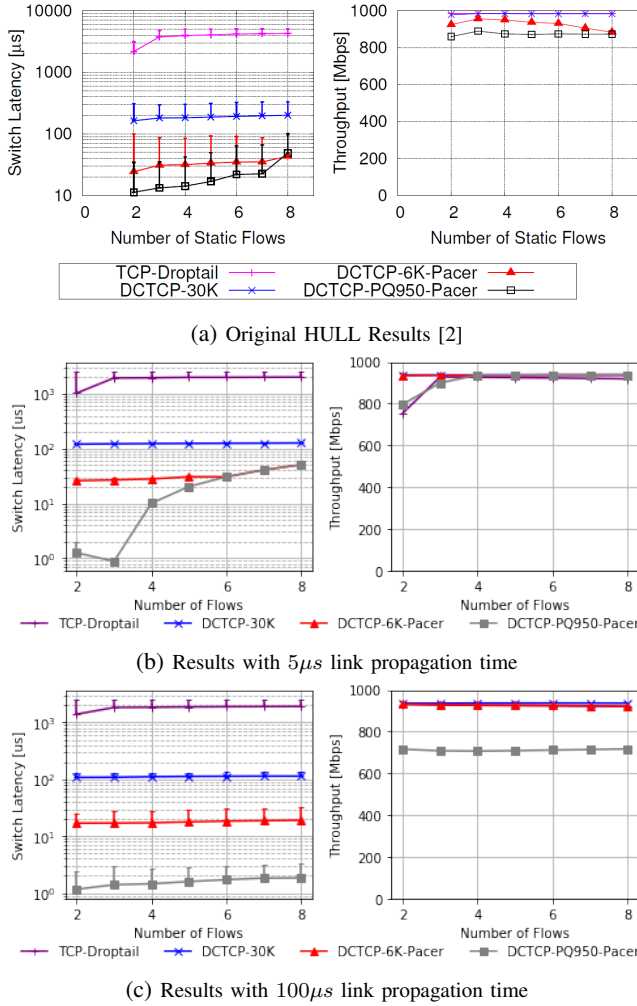 10000
1000
100
10
0 2 4 6 8
Switch Latency [µs]
Number of Static Flows
1000
800
600
400
200
0
0 2 4 6 8
Throughput [Mbps]
Number of Static Flows
TCP-Droptail
DCTCP-6K-Pacer
DCTCP-30K
DCTCP-PQ950-Pacer
(a) Original HULL Results [2]
10³
10²
10¹
10⁰
2 4 6 8
Switch Latency [us]
Number of Flows
1000
800
600
400
200
0
2 4 6 8
Throughput [Mbps]
Number of Flows
TCP-Droptail DCTCP-30K DCTCP-6K-Pacer DCTCP-PQ950-Pacer
(b) Results with 5µs link propagation time
10³
10²
10¹
10⁰
2 4 6 8
Switch Latency [us]
Number of Flows
1000
800
600
400
200
0
2 4 6 8
Throughput [Mbps]
Number of Flows
TCP-Droptail DCTCP-30K DCTCP-6K-Pacer DCTCP-PQ950-Pacer
(c) Results with 100µs link propagation time